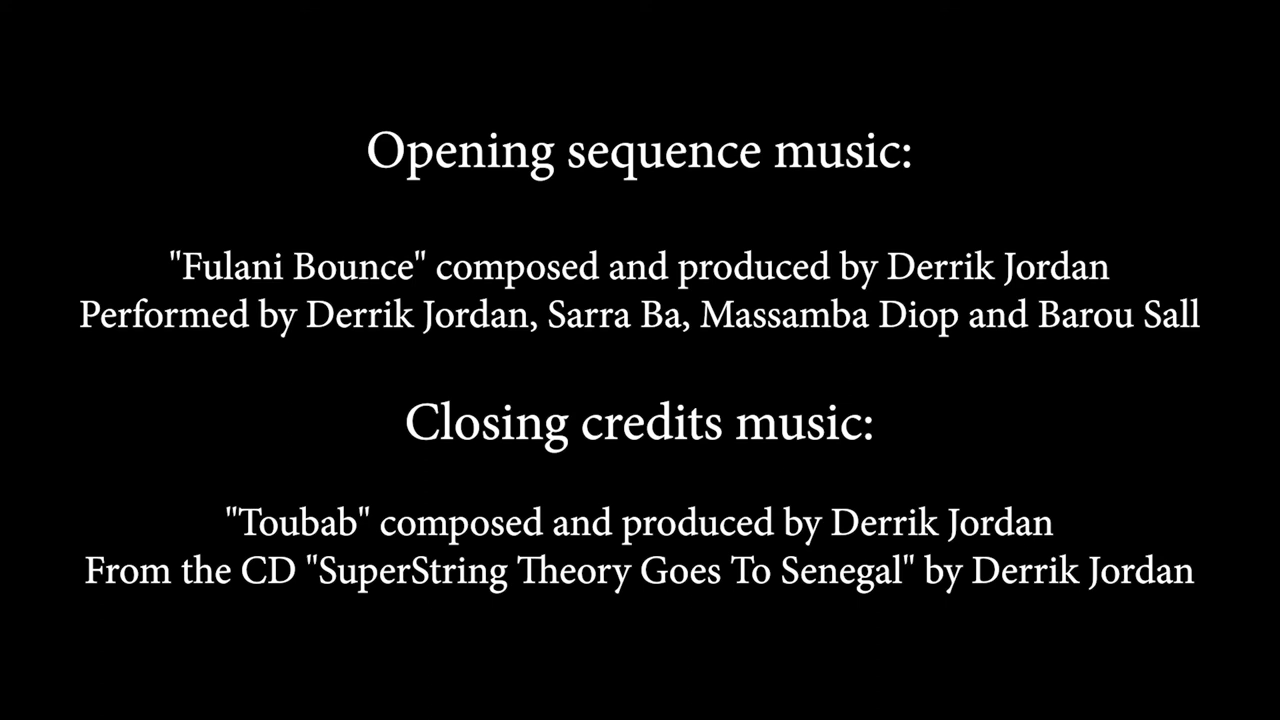 Opening sequence music:
"Fulani Bounce" composed and produced by Derrik Jordan
Performed by Derrik Jordan, Sarra Ba, Massamba Diop and Barou Sall
Closing credits music:
"Toubab" composed and produced by Derrik Jordan
From the CD "SuperString Theory Goes To Senegal" by Derrik Jordan